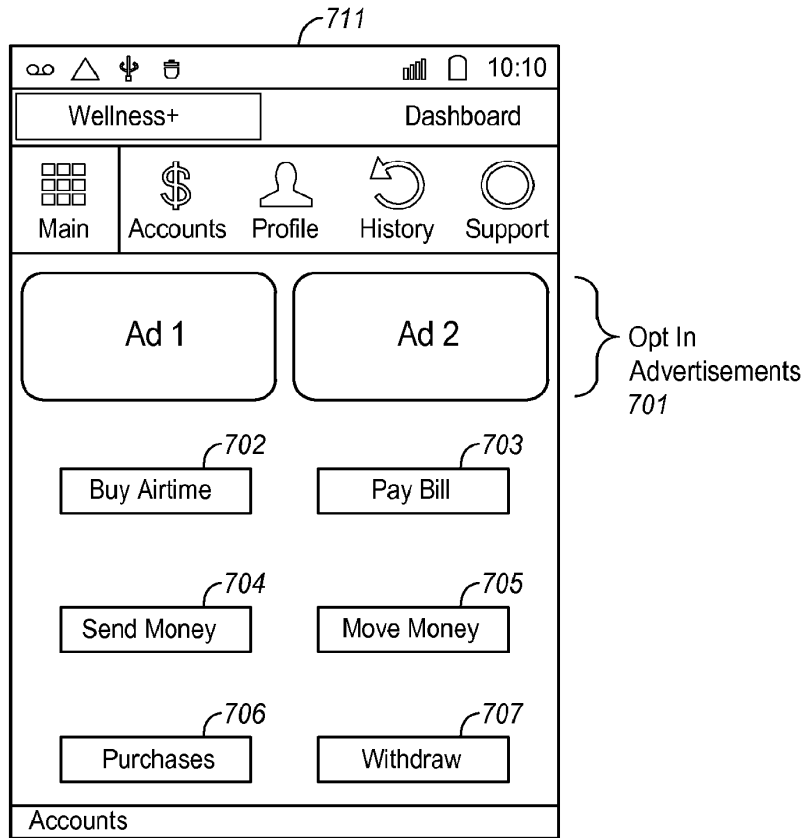 711
10:10
Wellness+ Dashboard
Main Accounts Profile History Support
Ad 1 Ad 2
Opt In
Advertisements
701
702 703
Buy Airtime Pay Bill
704 705
Send Money Move Money
706 707
Purchases Withdraw
Accounts